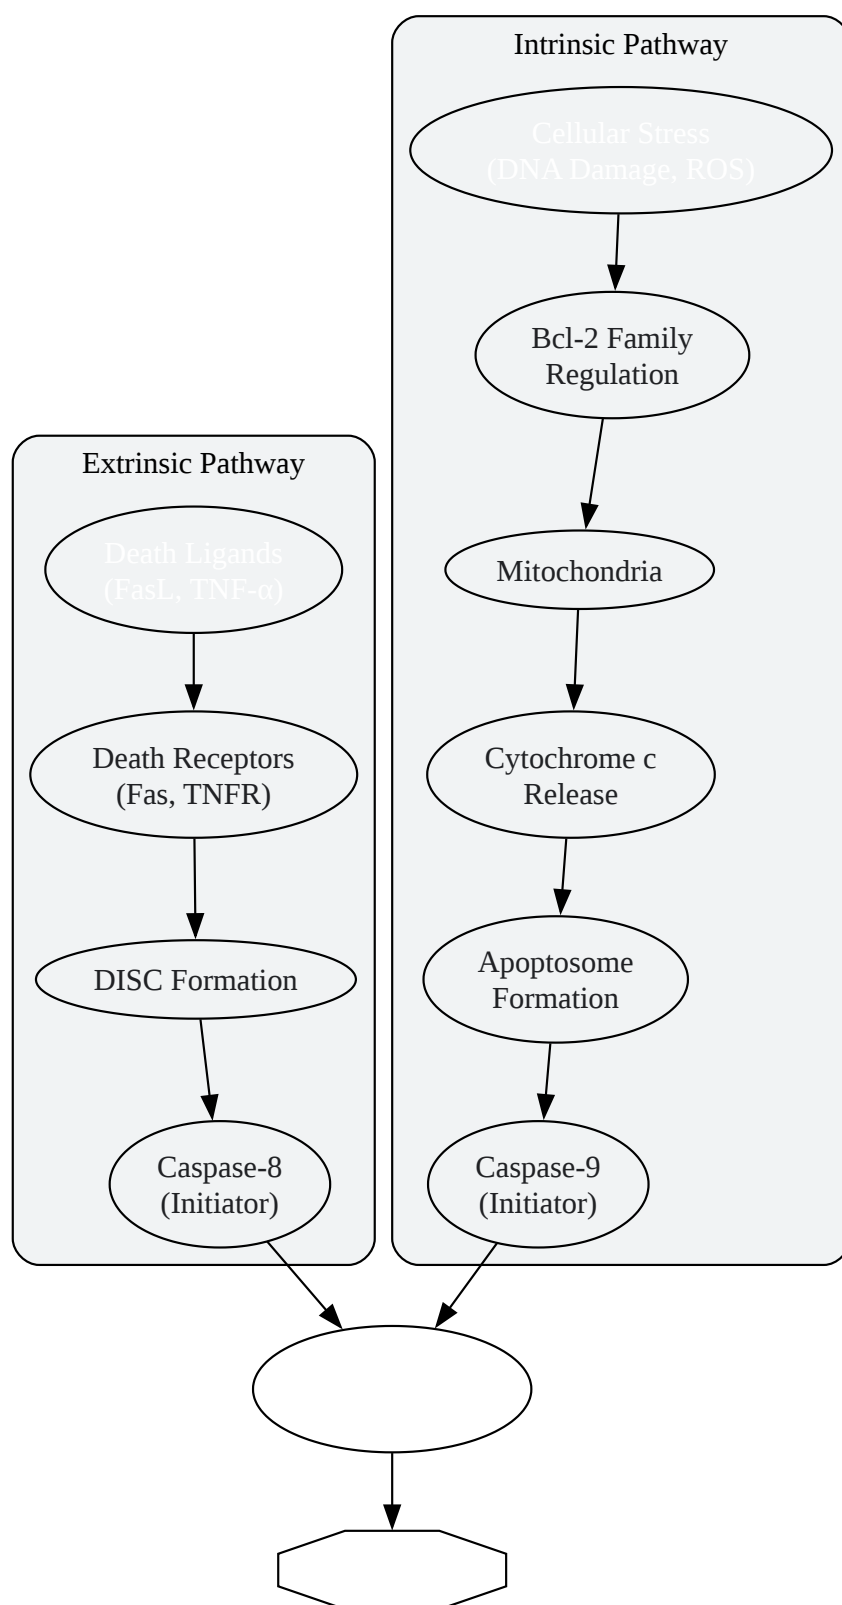 Intrinsic Pathway
Cellular Stress
(DNA Damage, ROS)
Bcl-2 Family
Regulation
Mitochondria
Cytochrome c
Release
Apoptosome
Formation
Caspase-9
(Initiator)
Extrinsic Pathway
Death Ligands
(FasL, TNF-α)
Death Receptors
(Fas, TNFR)
DISC Formation
Caspase-8
(Initiator)